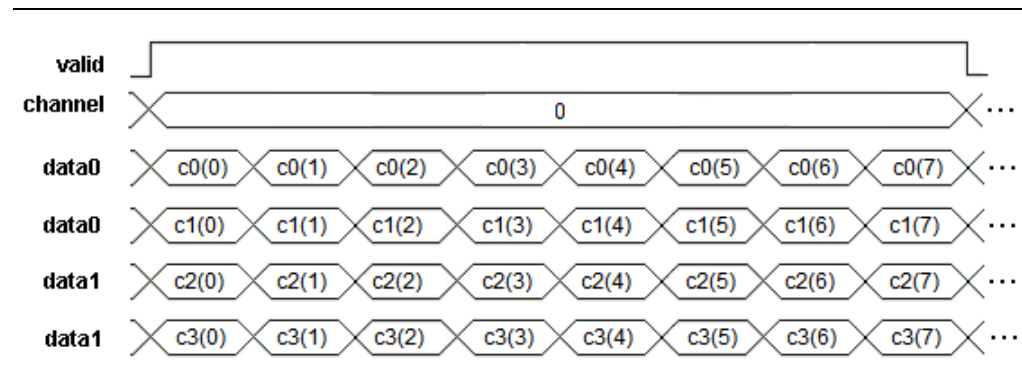 valid
channel 0 ...
data0 c0(0) c0(1) c0(2) c0(3) c0(4) c0(5) c0(6) c0(7) ...
data0 c1(0) c1(1) c1(2) c1(3) c1(4) c1(5) c1(6) c1(7) ...
data1 c2(0) c2(1) c2(2) c2(3) c2(4) c2(5) c2(6) c2(7) ...
data1 c3(0) c3(1) c3(2) c3(3) c3(4) c3(5) c3(6) c3(7) ...